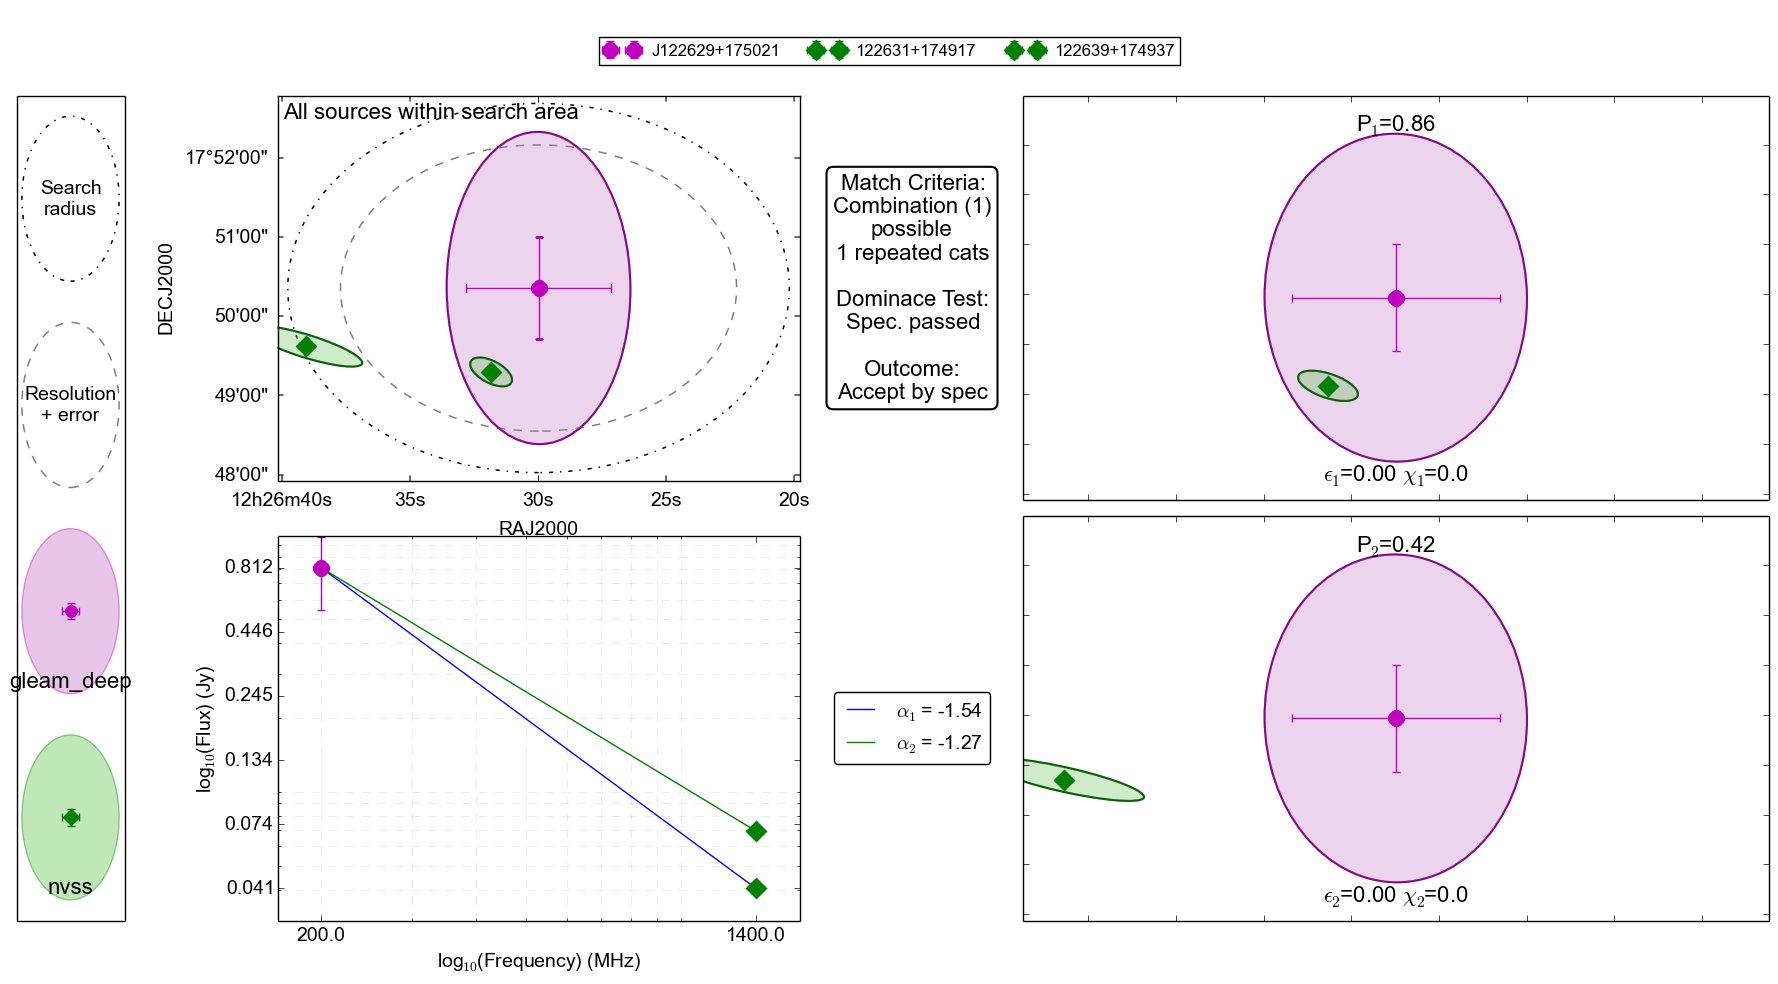 J122629+175021 122631+174917 122639+174937
Search
radius
Resolution
+ error
gleam_deep
nvss
All sources within search area
DECJ2000
17°52'00"
51'00"
50'00"
49'00"
48'00"
12h26m40s 35s 30s 25s 20s
RAJ2000
Match Criteria:
Combination (1)
possible
1 repeated cats
Dominace Test:
Spec. passed
Outcome:
Accept by spec
P1=0.86
ϵ1=0.00 χ1=0.0
log10(Flux) (Jy)
0.812
0.446
0.245
0.134
0.074
0.041
200.0 1400.0
log10(Frequency) (MHz)
α1 = -1.54
α2 = -1.27
P2=0.42
ϵ2=0.00 χ2=0.0